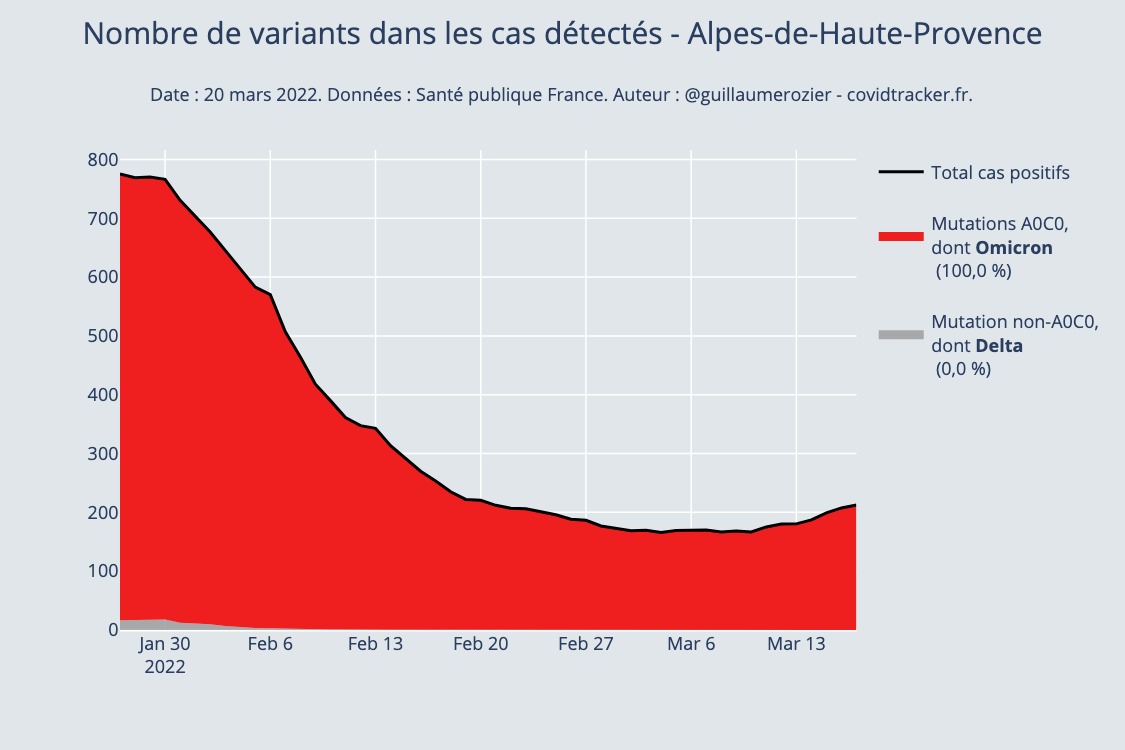 Nombre de variants dans les cas détectés - Alpes-de-Haute-Provence
Date : 20 mars 2022. Données : Santé publique France. Auteur : @guillaumerozier - covidtracker.fr.
800
700
600
500
400
300
200
100
0
Jan 30
2022
Feb 6
Feb 13
Feb 20
Feb 27
Mar 6
Mar 13
Total cas positifs
Mutations A0C0,
dont Omicron
(100,0 %)
Mutation non-A0C0,
dont Delta
(0,0 %)